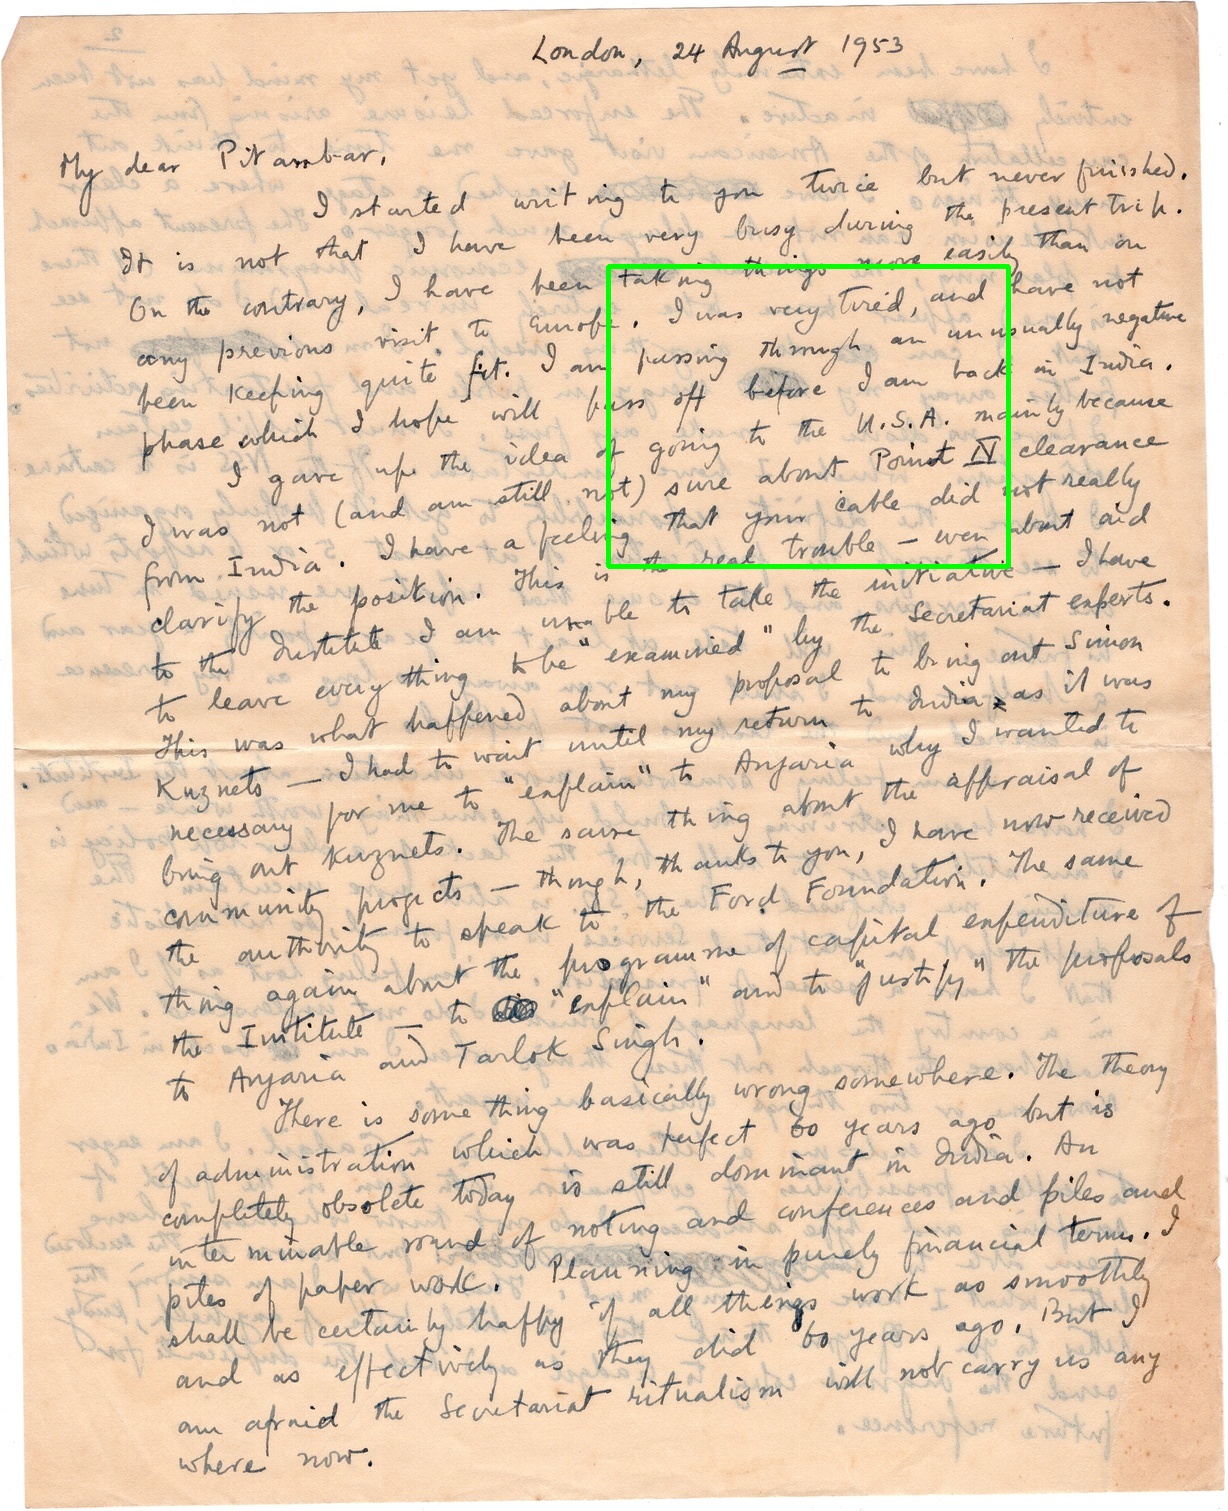 London, 24 August 1953
My dear Pitambar,
I started writing to you twice but never finished.
It is not that I have been very busy during the present trip.
On the contrary, I have been taking things more easily than on
any previous visit to Europe. I was very tired, and have not
been keeping quite fit. I am passing through an unusually negative
phase which I hope will pass off before I am back in India.
I gave up the idea of going to the U.S.A. mainly because
I was not (and am still not) sure about Point IV clearance
from India. I have a feeling that your cable did not really
clarify the position. This is the real trouble — even about aid
to the Institute I am unable to take the initiative — I have
to leave every thing to be "examined" by the Secretariat experts.
This was what happened about my proposal to bring out Simon
Kuznets — I had to wait until my return to India, as it was
necessary for me to "explain" to Anjaria why I wanted to
bring out Kuznets. The same thing about the appraisal of
community projects — though, thanks to you, I have now received
the authority to speak to the Ford Foundation. The same
thing again about the programme of capital expenditure of
the Institute — to "explain" and to "justify" the proposals
to Anjaria and Tarlok Singh.
There is some thing basically wrong somewhere. The theory
of administration which was perfect 60 years ago but is
completely obsolete today is still dominant in India. An
interminable round of noting and conferences and piles and
piles of paper work. Planning in purely financial terms. I
shall be certainly happy if all things work as smoothly
and as effectively as they did 60 years ago. But I
am afraid the Secretariat ritualism will not carry us any
where now.